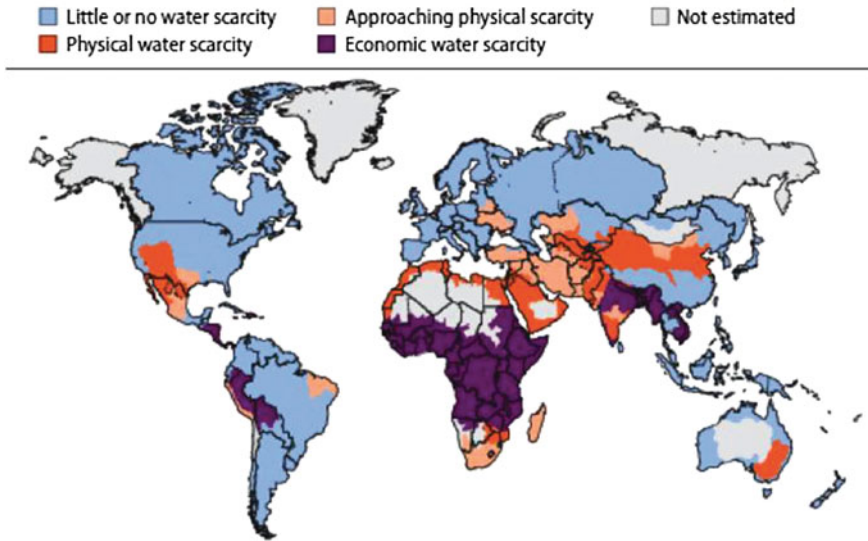 Little or no water scarcity Approaching physical scarcity Not estimated
Physical water scarcity Economic water scarcity